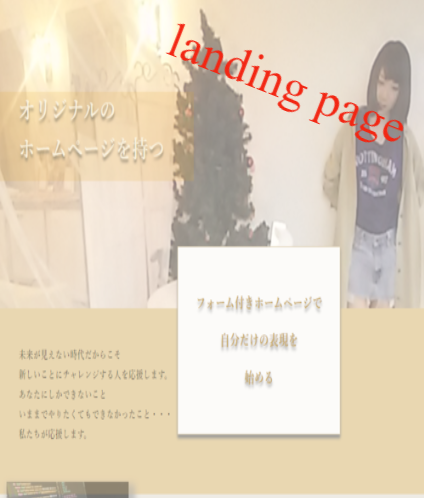 landing page
オリジナルの
ホームページを持つ
フォーム付きホームページで
自分だけの表現を
始める
未来が見えない時代だからこそ
新しいことにチャレンジする人を応援します。
あなたにしかできないこと
いままでやりたくてもできなかったこと・・・
私たちが応援します。